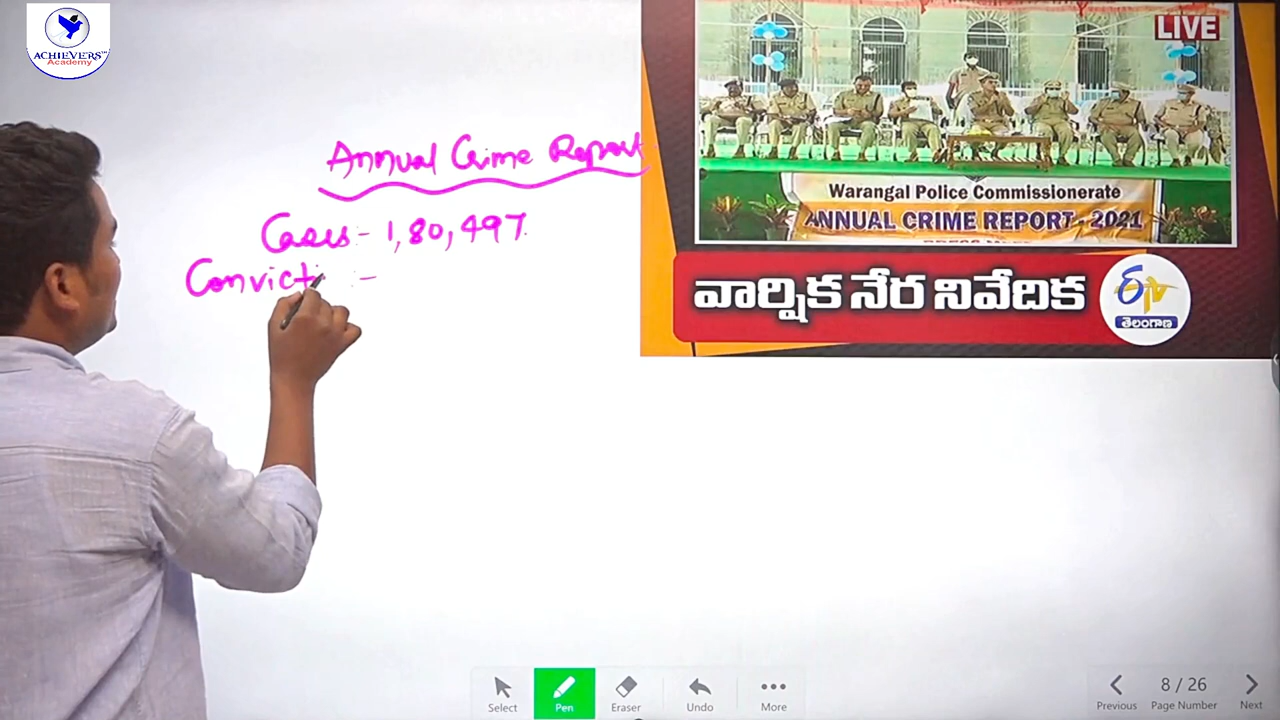 ACHIEVERS
Academy
Annual Crime Report
Cases - 1,80,497
Convicti -
LIVE
Warangal Police Commissionerate
ANNUAL CRIME REPORT - 2021
వార్షిక నేర నివేదిక
ETV
తెలంగాణ
Select
Pen
Eraser
Undo
More
Previous
8 / 26
Page Number
Next